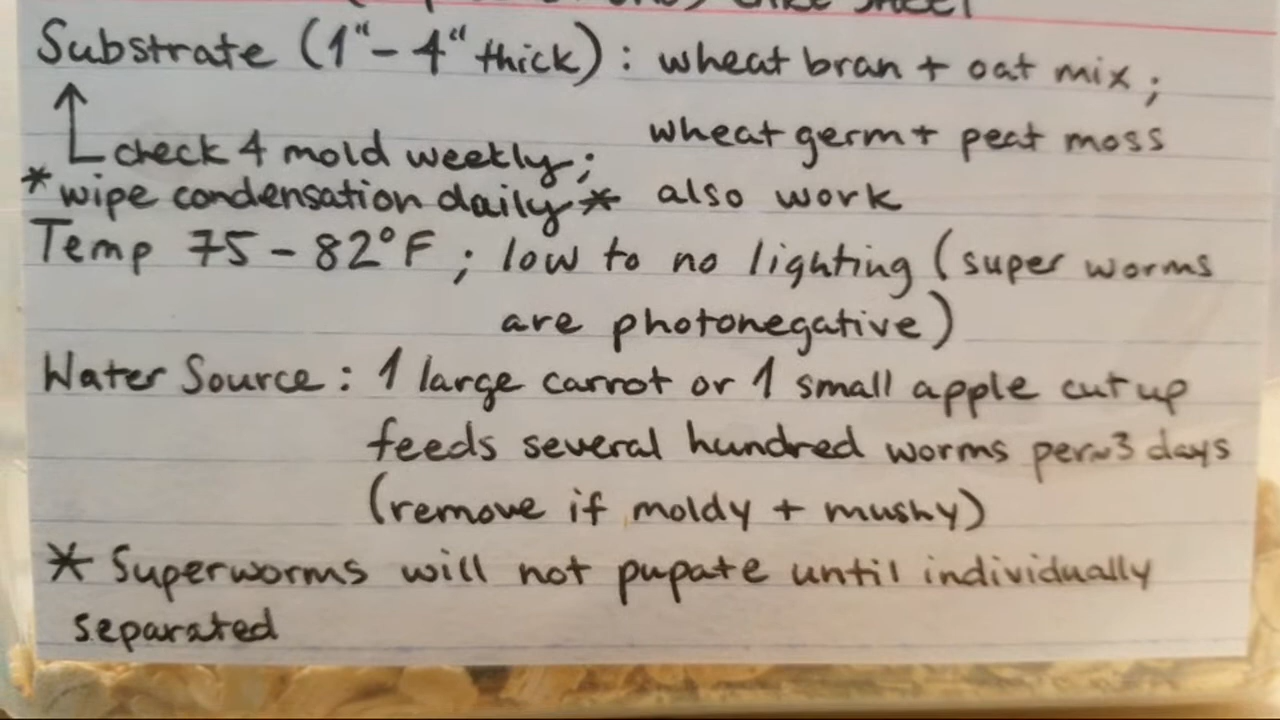 Substrate (1"-4" thick): wheat bran + oat mix;
wheat germ + peat moss
check 4 mold weekly;
*wipe condensation daily* also work
Temp 75-82°F; low to no lighting (super worms
are photonegative)
Water Source: 1 large carrot or 1 small apple cut up
feeds several hundred worms per ~3 days
(remove if moldy + mushy)
* Superworms will not pupate until individually
separated